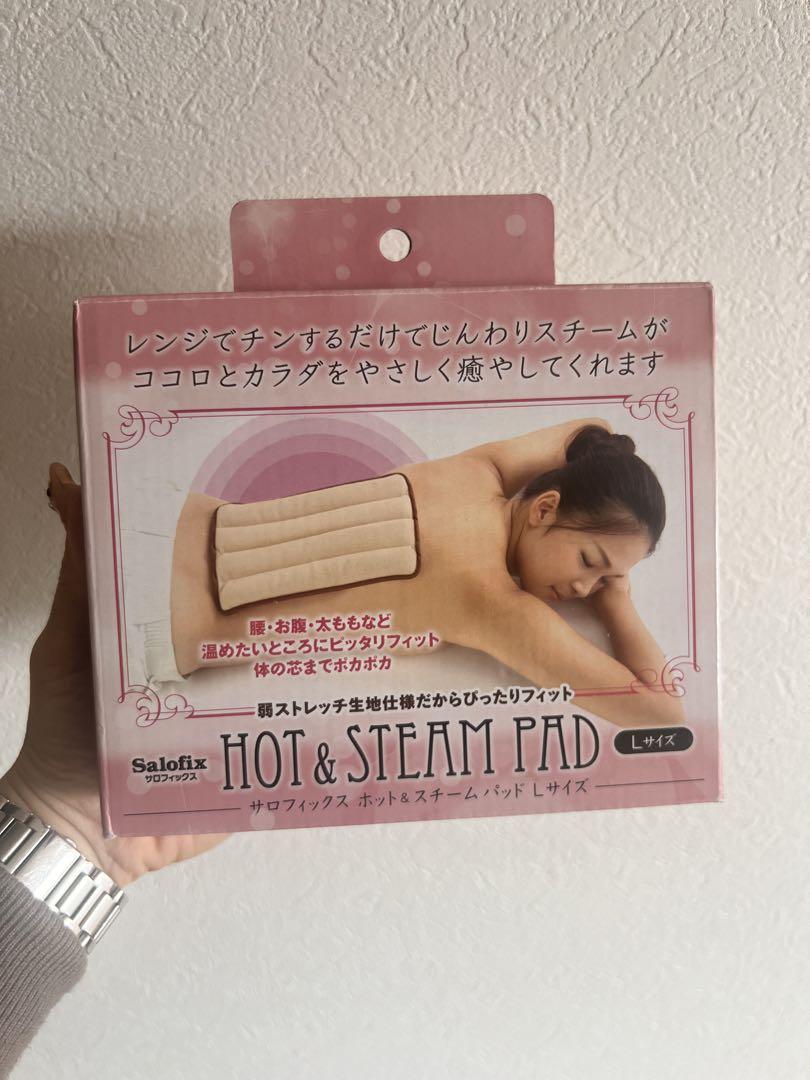 レンジでチンするだけでじんわりスチームが
ココロとカラダをやさしく癒やしてくれます
腰・お腹・太ももなど
温めたいところにピッタリフィット
体の芯までポカポカ
弱ストレッチ生地仕様だからぴったりフィット
Salofix
サロフィックス
HOT & STEAM PAD
Lサイズ
サロフィックス ホット&スチーム パッド Lサイズ